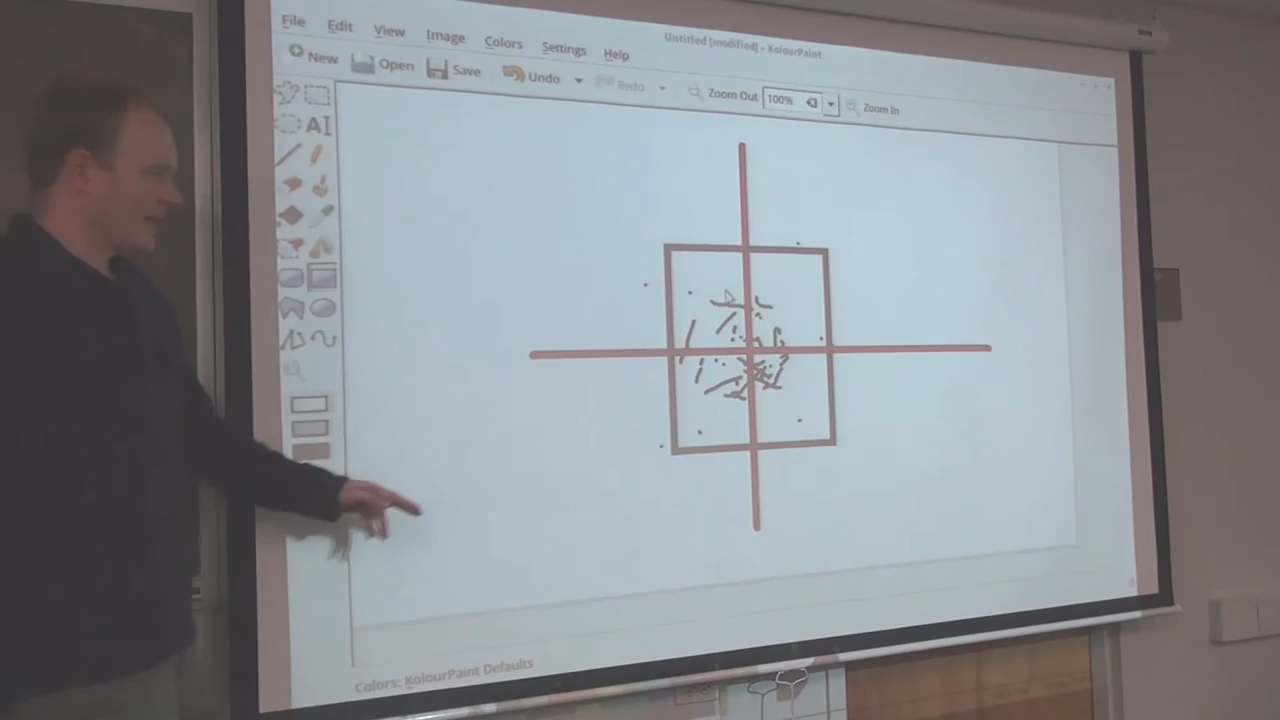 Untitled [modified] - KolourPaint
File Edit View Image Colors Settings Help
New Open Save Undo Redo Zoom Out 100% Zoom In
AI
Colors: KolourPaint Defaults